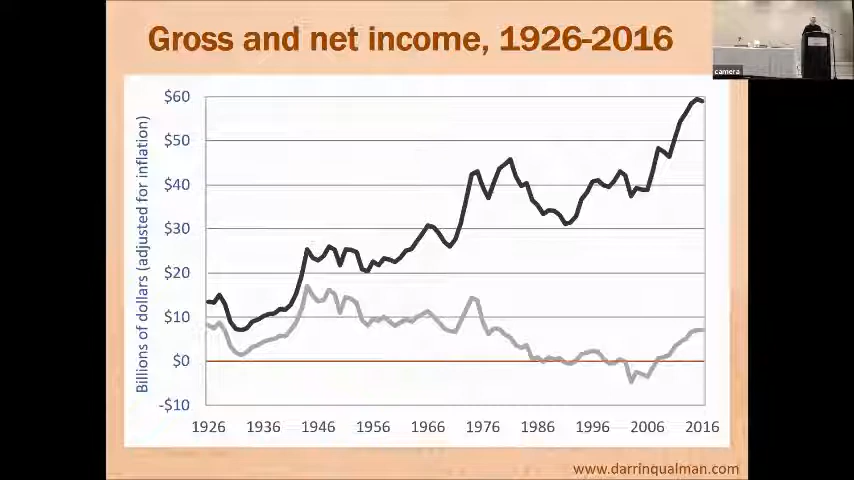 Gross and net income, 1926-2016
camera
Billions of dollars (adjusted for inflation)
$60
$50
$40
$30
$20
$10
$0
-$10
1926 1936 1946 1956 1966 1976 1986 1996 2006 2016
www.darrinqualman.com